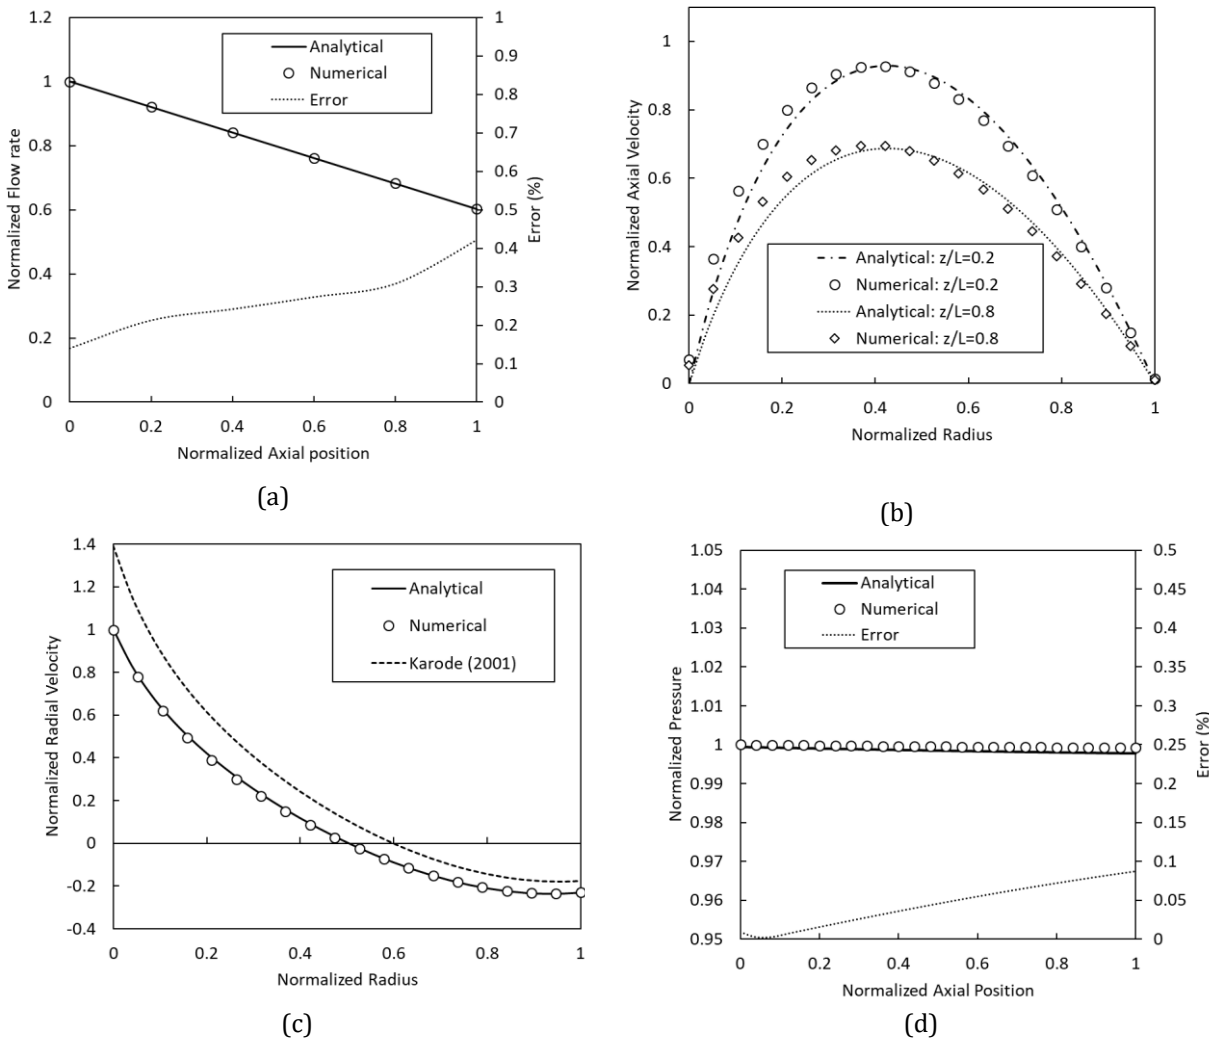 1.2
1
0.8
0.6
0.4
0.2
0
Normalized Flow rate
Analytical
Numerical
Error
1
0.9
0.8
0.7
0.6
0.5
0.4
0.3
0.2
0.1
0
Error (%)
0 0.2 0.4 0.6 0.8 1
Normalized Axial position
(a)
1
0.8
0.6
0.4
0.2
0
Normalized Axial Velocity
Analytical: z/L=0.2
Numerical: z/L=0.2
Analytical: z/L=0.8
Numerical: z/L=0.8
0 0.2 0.4 0.6 0.8 1
Normalized Radius
(b)
1.4
1.2
1
0.8
0.6
0.4
0.2
0
-0.2
-0.4
Normalized Radial Velocity
Analytical
Numerical
Karode (2001)
0 0.2 0.4 0.6 0.8 1
Normalized Radius
(c)
1.05
1.04
1.03
1.02
1.01
1
0.99
0.98
0.97
0.96
0.95
Normalized Pressure
Analytical
Numerical
Error
0.5
0.45
0.4
0.35
0.3
0.25
0.2
0.15
0.1
0.05
0
Error (%)
0 0.2 0.4 0.6 0.8 1
Normalized Axial Position
(d)